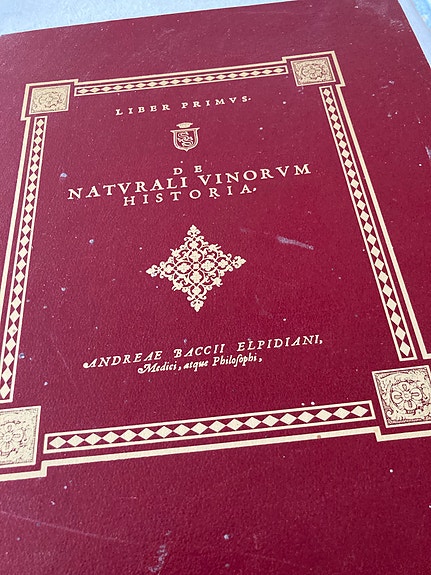 LIBER PRIMVS.
DE
NATVRALI VINORVM
HISTORIA.
ANDREAE BACCII ELPIDIANI,
Medici, atque Philosophi,